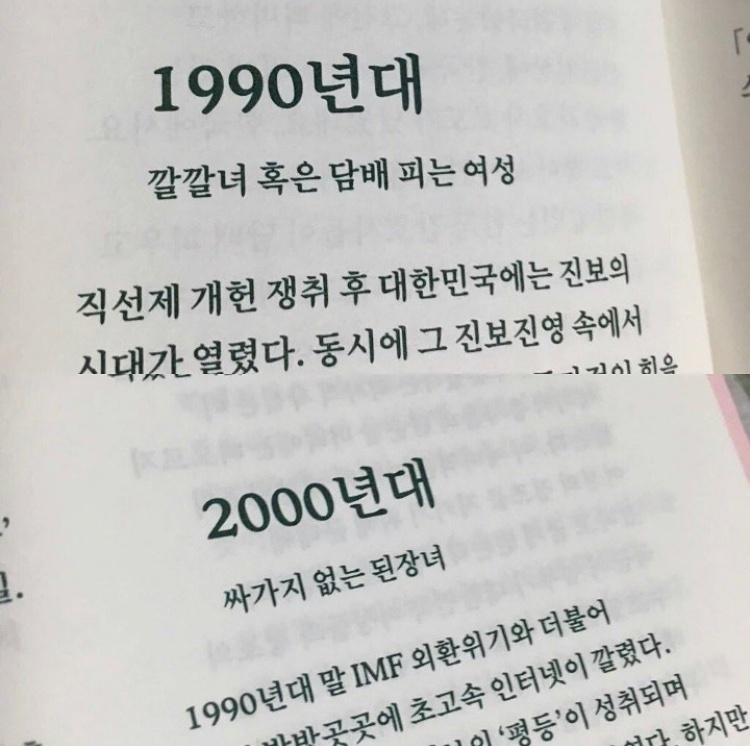 1990년대
깔깔녀 혹은 담배 피는 여성
직선제 개헌 쟁취 후 대한민국에는 진보의
시대가 열렸다. 동시에 그 진보진영 속에서
2000년대
싸가지 없는 된장녀
1990년대 말 IMF 외환위기와 더불어
방방곡곡에 초고속 인터넷이 깔렸다.
'평등'이 성취되며
하지만